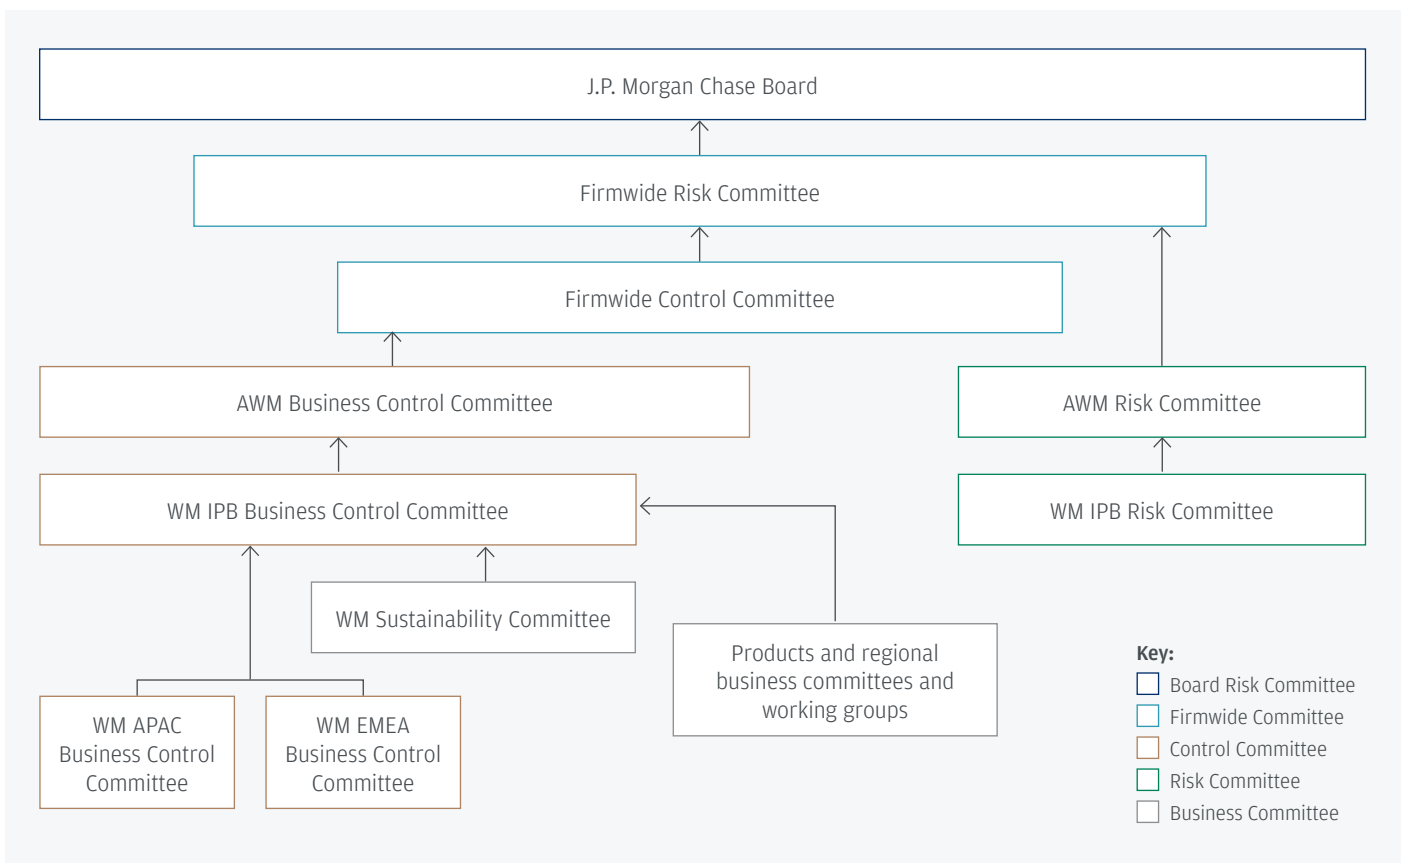 J.P. Morgan Chase Board
Firmwide Risk Committee
Firmwide Control Committee
AWM Business Control Committee
AWM Risk Committee
WM IPB Business Control Committee
WM IPB Risk Committee
WM Sustainability Committee
Products and regional
business committees and
working groups
WM APAC
Business Control
Committee
WM EMEA
Business Control
Committee
Key:
Board Risk Committee
Firmwide Committee
Control Committee
Risk Committee
Business Committee